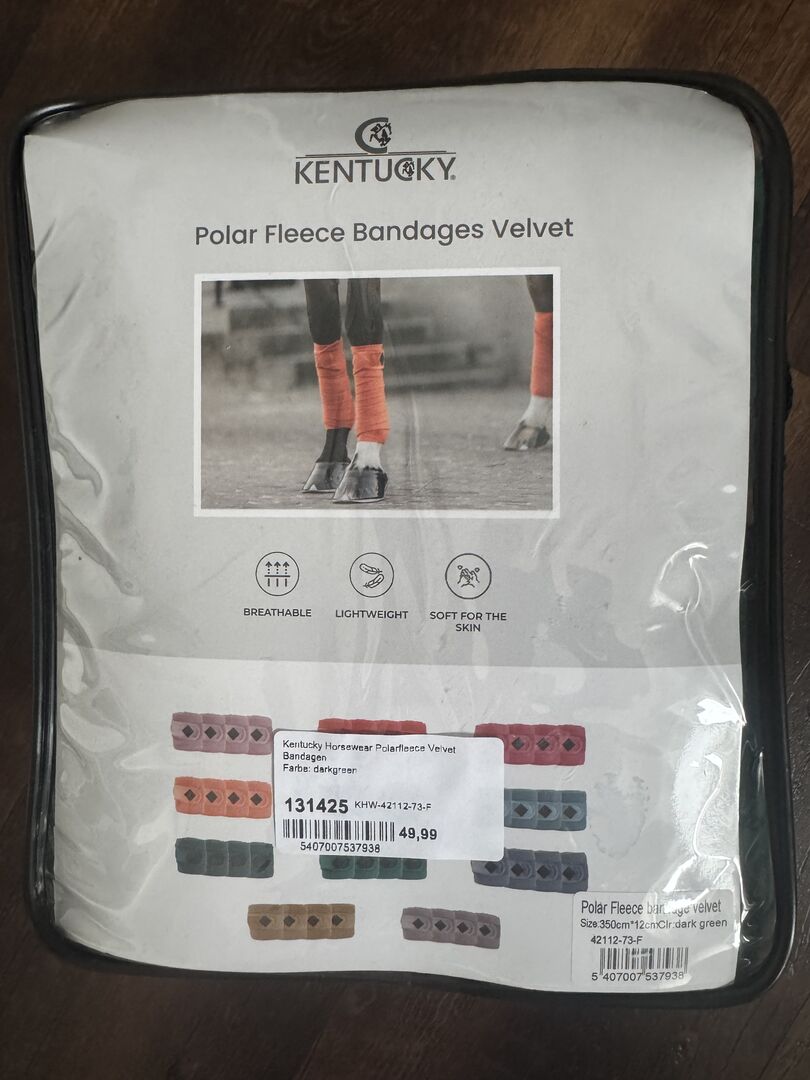 KENTUCKY®
Polar Fleece Bandages Velvet
BREATHABLE
LIGHTWEIGHT
SOFT FOR THE
SKIN
Kentucky Horsewear Polarfleece Velvet
Bandagen
Farbe: darkgreen
131425 KHW-42112-73-F
49,99
5407007537938
Polar Fleece bandage velvet
Size:350cm*12cmClr:dark green
42112-73-F
5 407007 537938